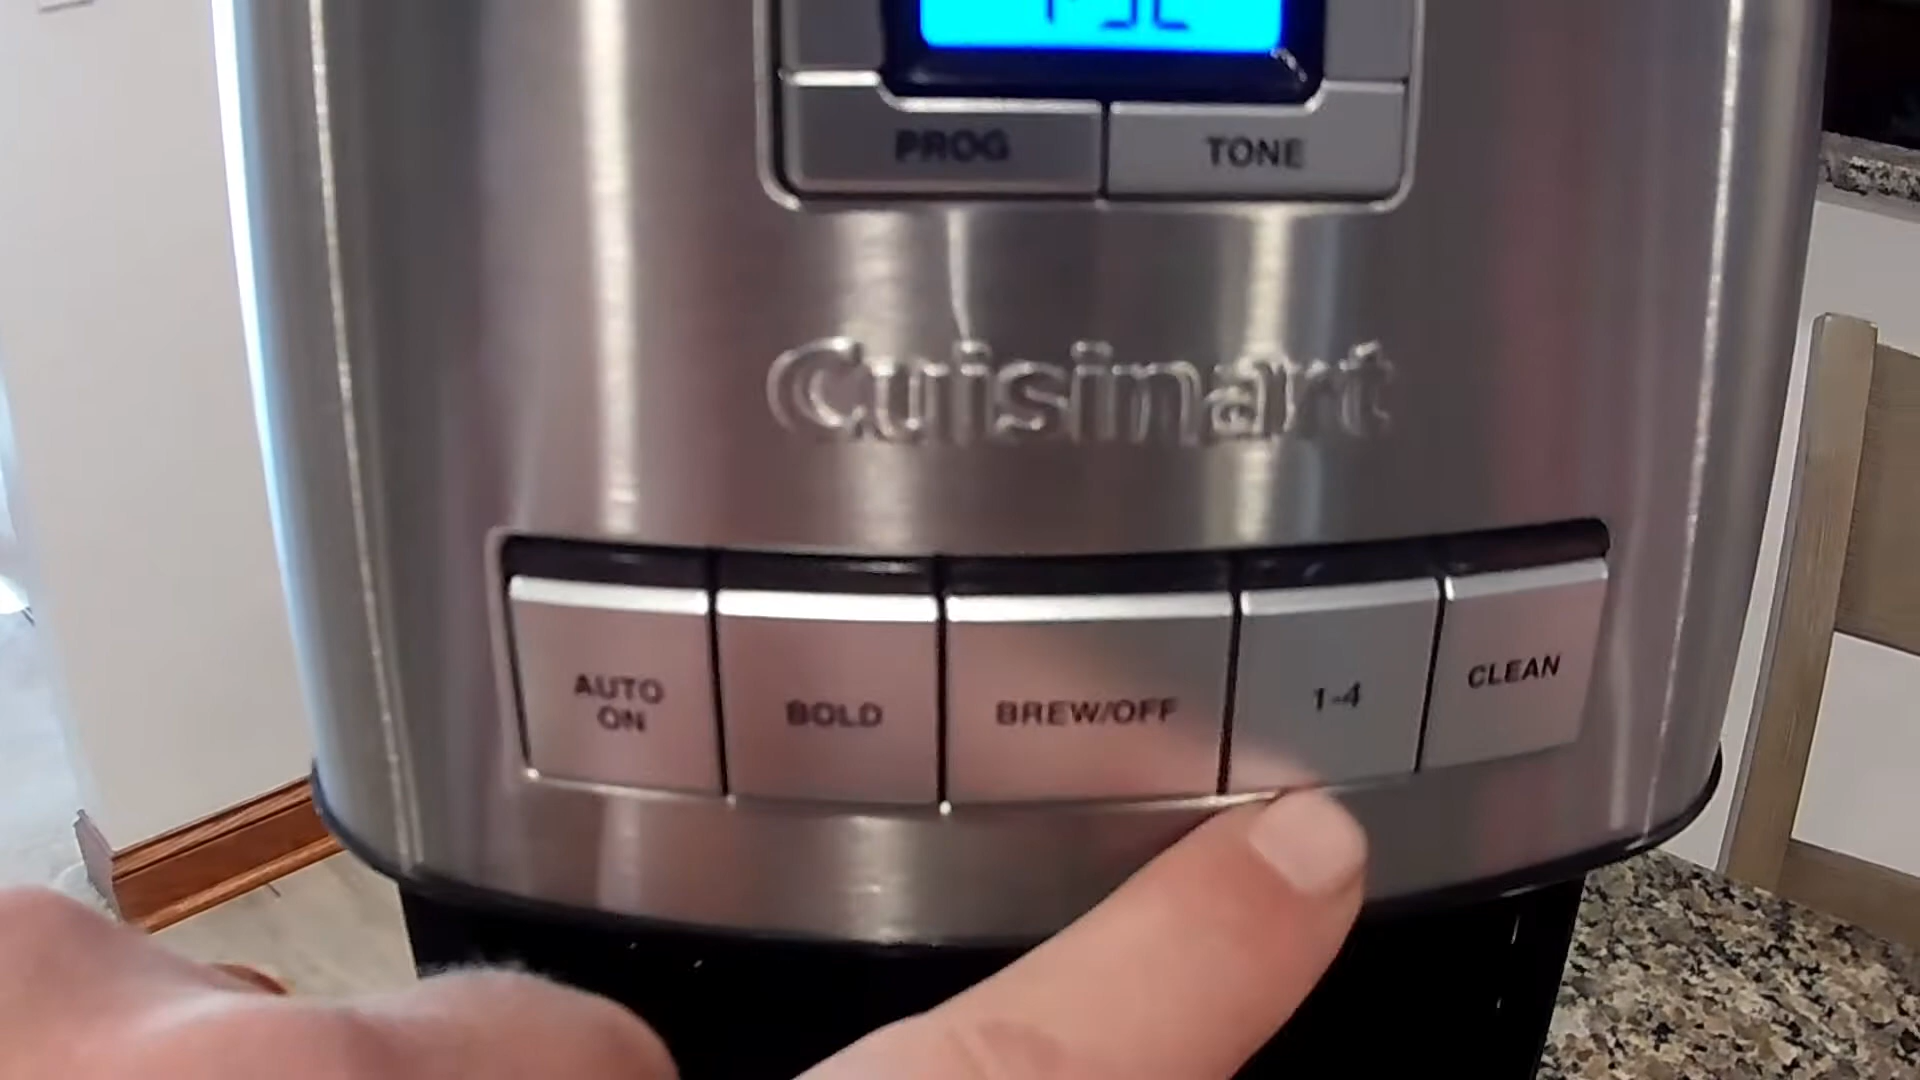 PROG
TONE
Cuisinart
AUTO
ON
BOLD
BREW/OFF
1-4
CLEAN